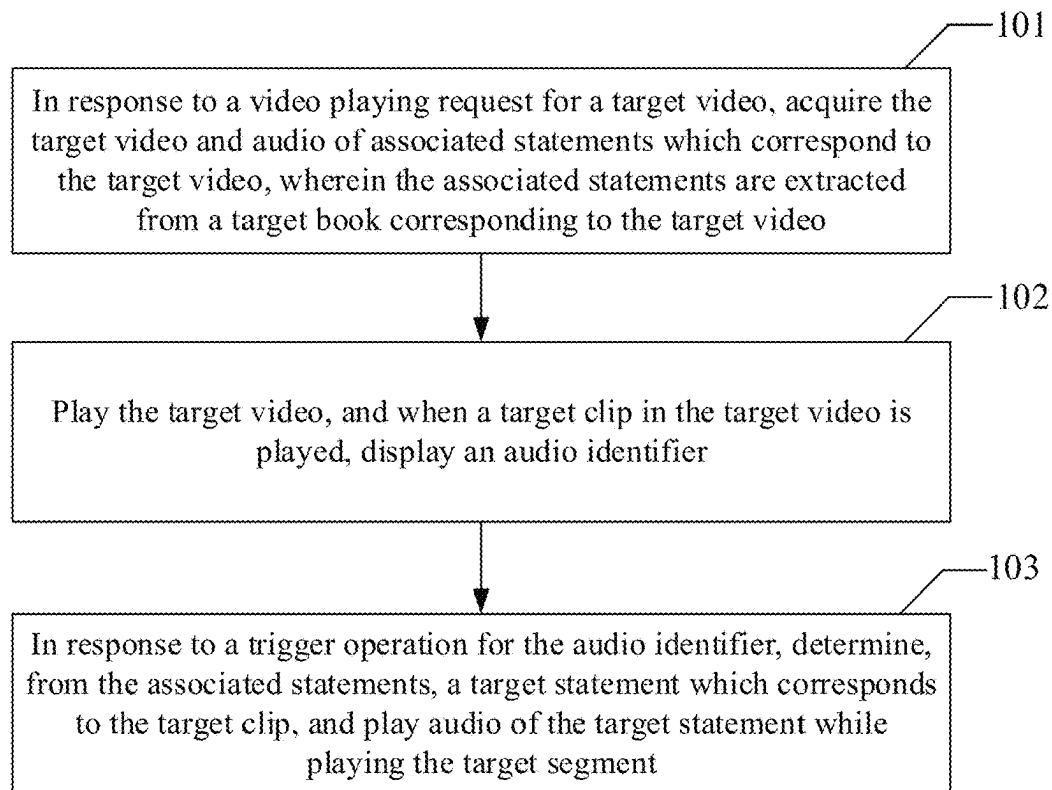 101
In response to a video playing request for a target video, acquire the
target video and audio of associated statements which correspond to
the target video, wherein the associated statements are extracted
from a target book corresponding to the target video
102
Play the target video, and when a target clip in the target video is
played, display an audio identifier
103
In response to a trigger operation for the audio identifier, determine,
from the associated statements, a target statement which corresponds
to the target clip, and play audio of the target statement while
playing the target segment